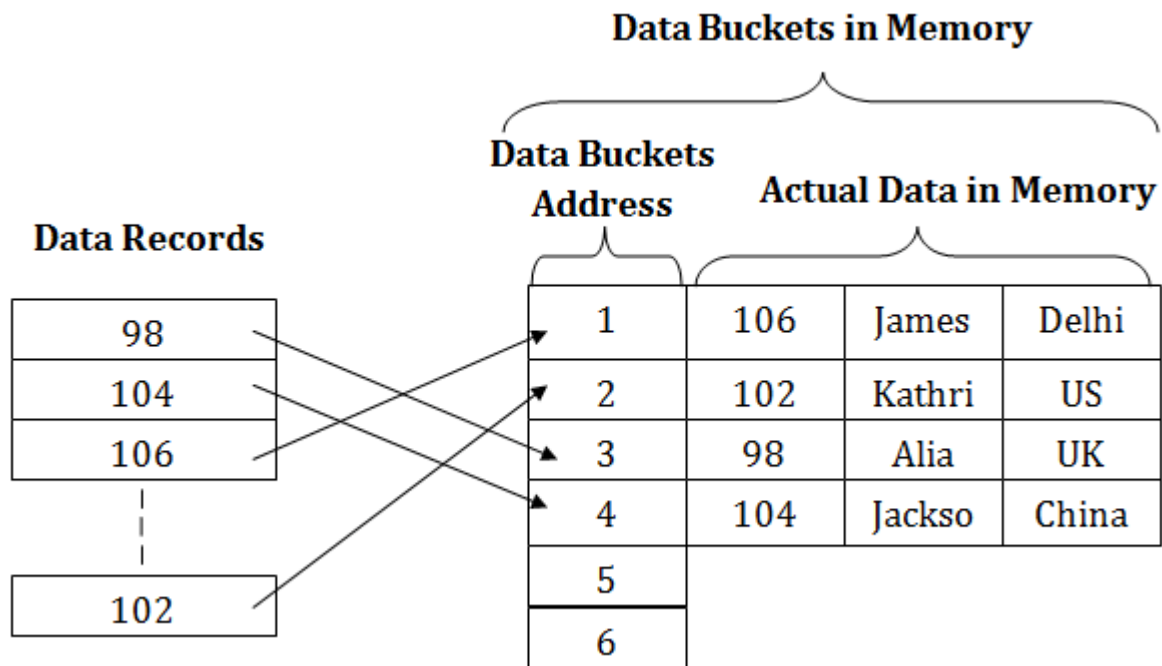 Data Buckets in Memory
Data Buckets
Address
Actual Data in Memory
Data Records
98
104
106
102
1 106 James Delhi
2 102 Kathri US
3 98 Alia UK
4 104 Jackso China
5
6